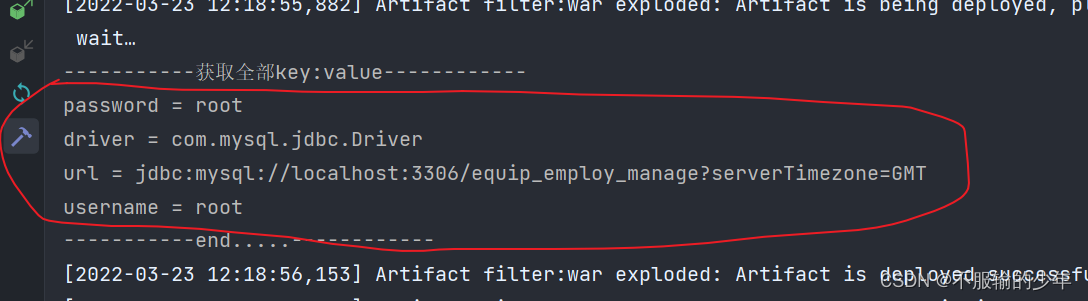 [2022-03-23 12:18:55,882] Artifact filter:war exploded: Artifact is being deployed, pl
wait…
-----------获取全部key:value------------
password = root
driver = com.mysql.jdbc.Driver
url = jdbc:mysql://localhost:3306/equip_employ_manage?serverTimezone=GMT
username = root
-----------end.....------------
[2022-03-23 12:18:56,153] Artifact filter:war exploded: Artifact is deployed successfu
CSDN @不服输的少年